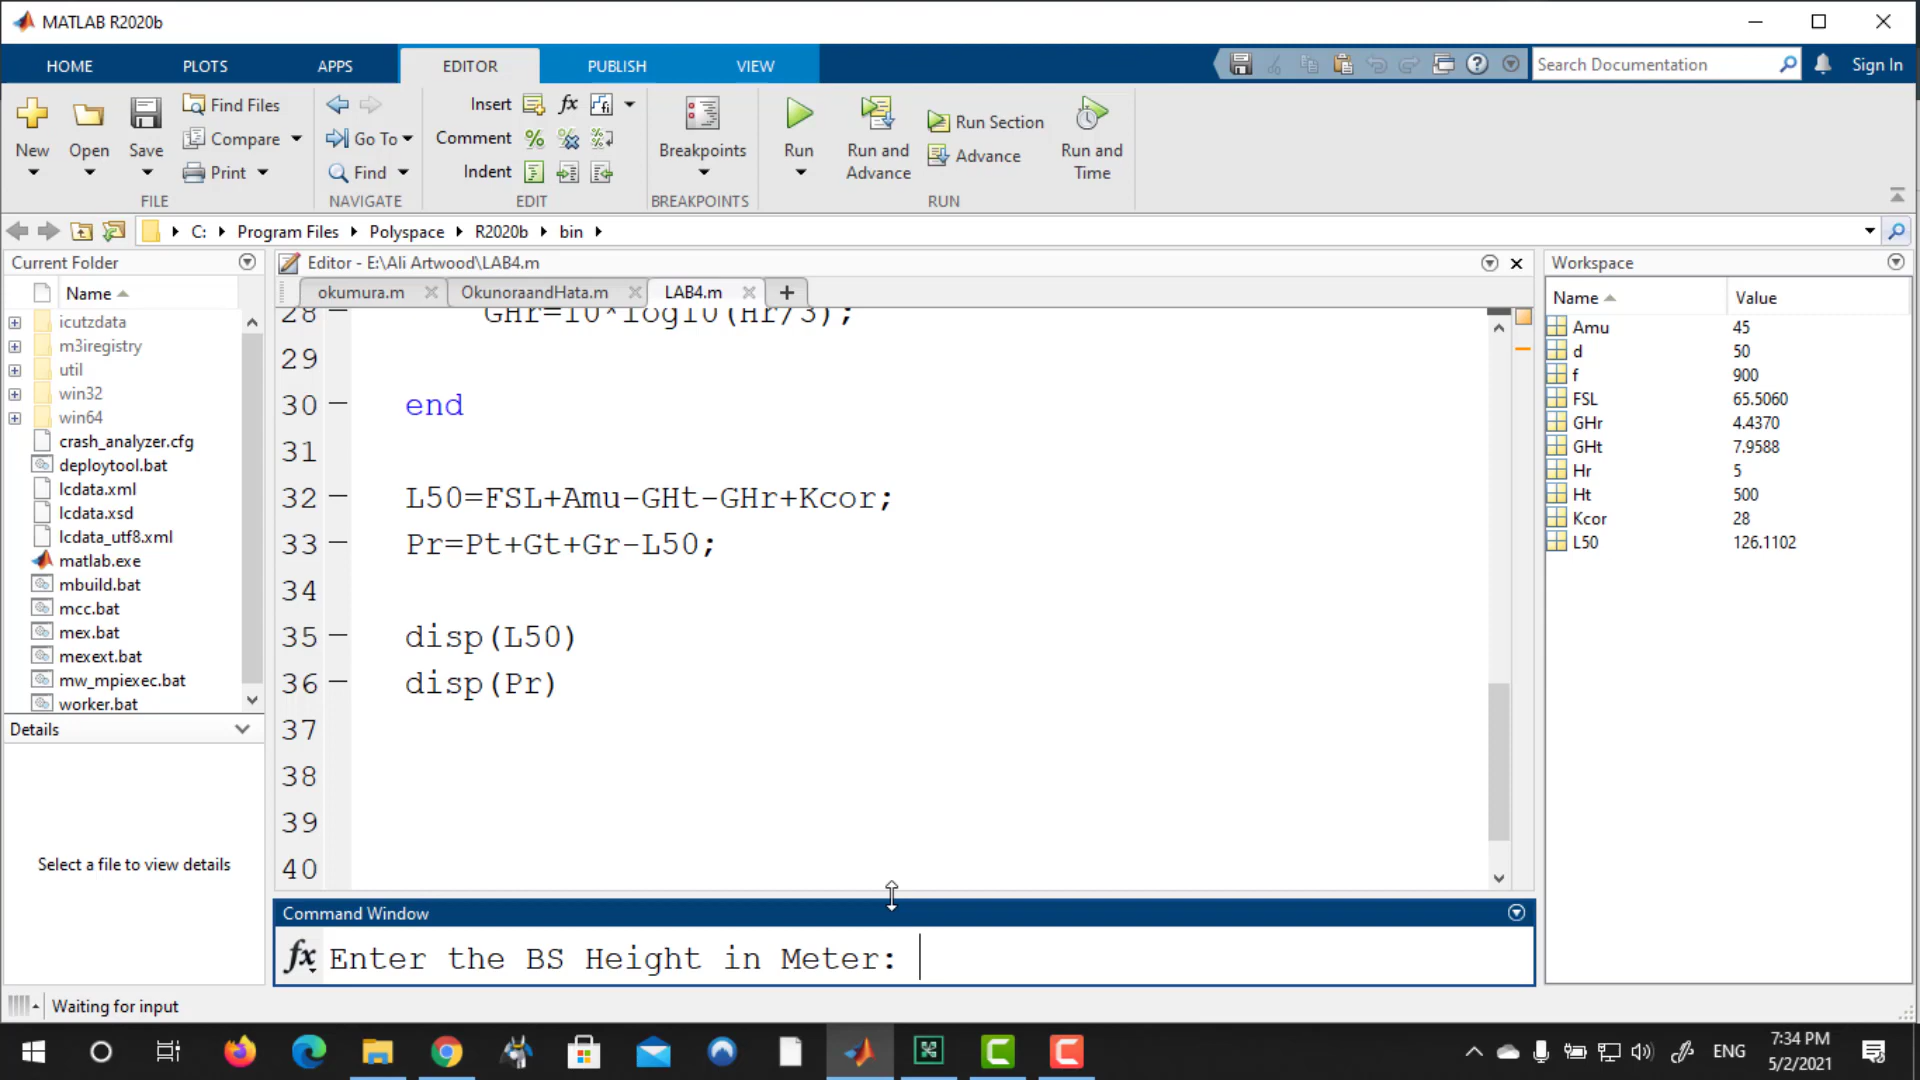 MATLAB R2020b
HOME PLOTS APPS EDITOR PUBLISH VIEW
Search Documentation
Sign In
New
Open
Save
Find Files
Compare
Print
FILE
Go To
Find
NAVIGATE
Insert
fx
Comment
Indent
EDIT
Breakpoints
BREAKPOINTS
Run
Run and Advance
Run Section
Advance
Run and Time
RUN
C: Program Files Polyspace R2020b bin
Current Folder
Name
icutzdata
m3iregistry
util
win32
win64
crash_analyzer.cfg
deploytool.bat
lcdata.xml
lcdata.xsd
lcdata_utf8.xml
matlab.exe
mbuild.bat
mcc.bat
mex.bat
mexext.bat
mw_mpiexec.bat
worker.bat
Details
Select a file to view details
Editor - E:\Ali Artwood\LAB4.m
okumura.m OkunoraandHata.m LAB4.m
28 GHr=10*log10(Hr/3);
29
30 end
31
32 L50=FSL+Amu-GHt-GHr+Kcor;
33 Pr=Pt+Gt+Gr-L50;
34
35 disp(L50)
36 disp(Pr)
37
38
39
40
Command Window
fx Enter the BS Height in Meter:
Workspace
Name Value
Amu 45
d 50
f 900
FSL 65.5060
GHr 4.4370
GHt 7.9588
Hr 5
Ht 500
Kcor 28
L50 126.1102
Waiting for input
ENG
7:34 PM
5/2/2021